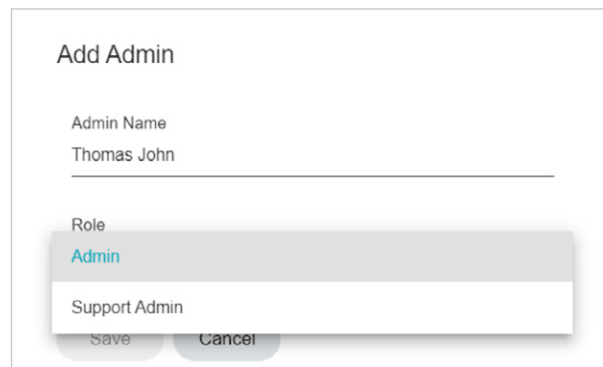 Add Admin
Admin Name
Thomas John
Role
Admin
Support Admin
Save Cancel